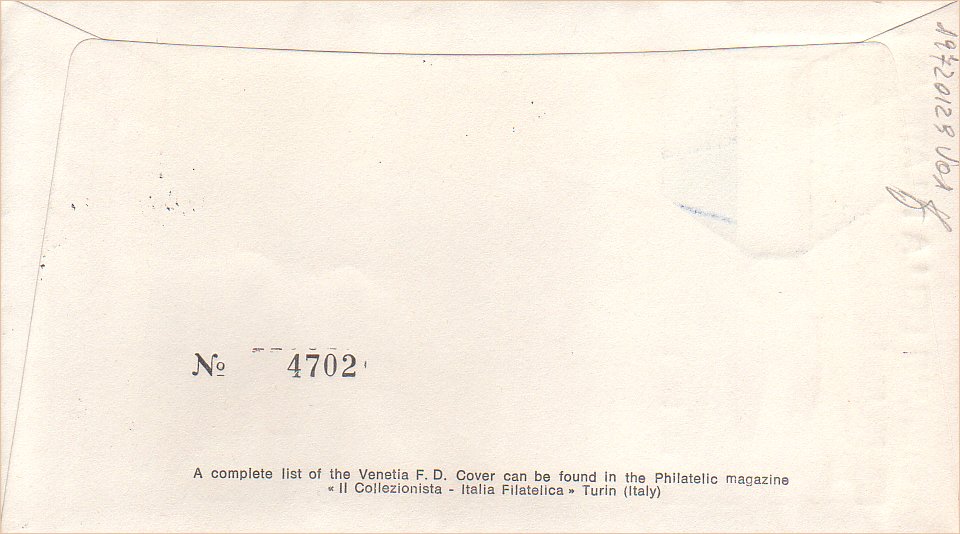 Nº 4702
A complete list of the Venetia F. D. Cover can be found in the Philatelic magazine
« Il Collezionista - Italia Filatelica » Turin (Italy)
19720129